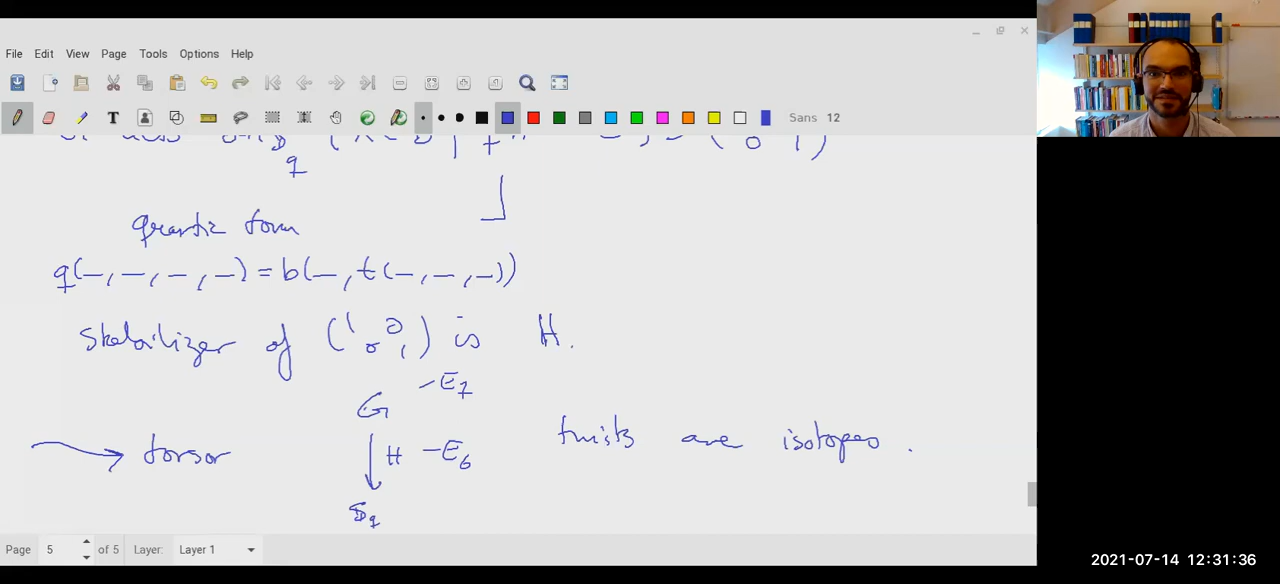 File Edit View Page Tools Options Help
T Sans 12
q
quartic form
q(–, –, –, –) = b(–, t(–, –, –))
Stabilizer of (1 0 0 1) is H.
G – E7
→ torsor ↓ H – E6 twists are isotopes.
Sq
Page 5 of 5 Layer: Layer 1
2021-07-14 12:31:36